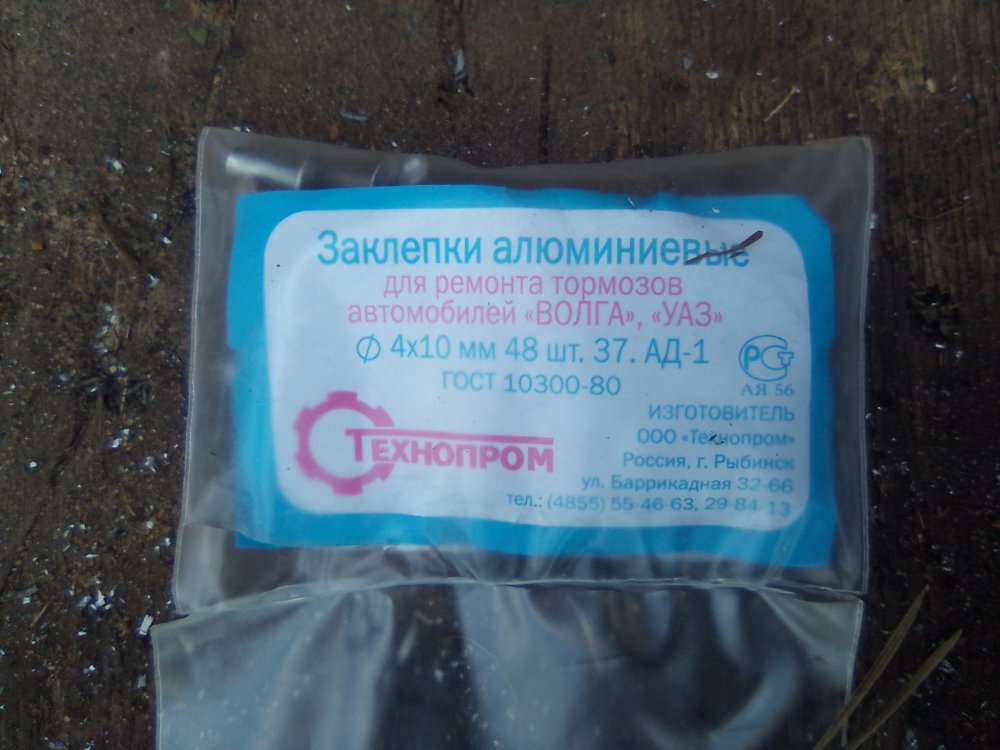 Заклепки алюминиевые
для ремонта тормозов
автомобилей «ВОЛГА», «УАЗ»
⌀ 4х10 мм 48 шт. 37. АД-1
ГОСТ 10300-80
РСТ
АЯ 56
ТЕХНОПРОМ
ИЗГОТОВИТЕЛЬ
ООО «Технопром»
Россия, г. Рыбинск
ул. Баррикадная 32-66
тел.: (4855) 55-46-63, 29-84-13